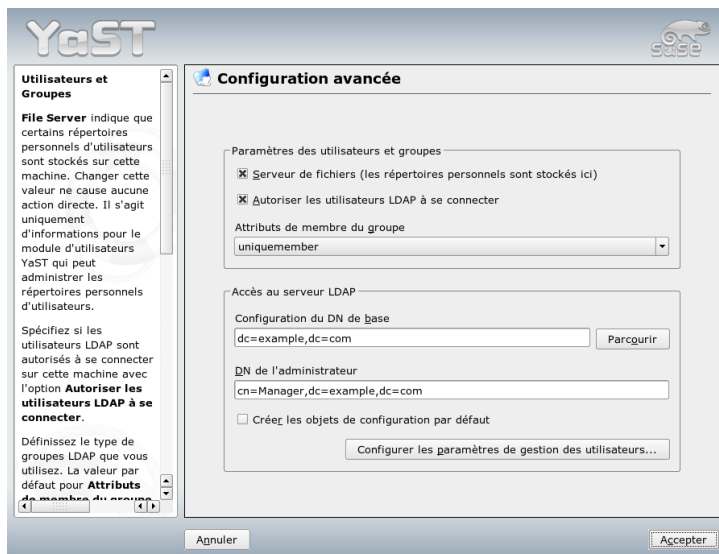 YaST
suse
Utilisateurs et
Groupes
File Server indique que
certains répertoires
personnels d'utilisateurs
sont stockés sur cette
machine. Changer cette
valeur ne cause aucune
action directe. Il s'agit
uniquement
d'informations pour le
module d'utilisateurs
YaST qui peut
administrer les
répertoires personnels
d'utilisateurs.
Spécifiez si les
utilisateurs LDAP sont
autorisés à se connecter
sur cette machine avec
l'option Autoriser les
utilisateurs LDAP à se
connecter.
Définissez le type de
groupes LDAP que vous
utilisez. La valeur par
défaut pour Attributs
de membre du groupe
Configuration avancée
Paramètres des utilisateurs et groupes
Serveur de fichiers (les répertoires personnels sont stockés ici)
Autoriser les utilisateurs LDAP à se connecter
Attributs de membre du groupe
uniquemember
Accès au serveur LDAP
Configuration du DN de base
dc=example,dc=com
Parcourir
DN de l'administrateur
cn=Manager,dc=example,dc=com
Créer les objets de configuration par défaut
Configurer les paramètres de gestion des utilisateurs...
Annuler
Accepter